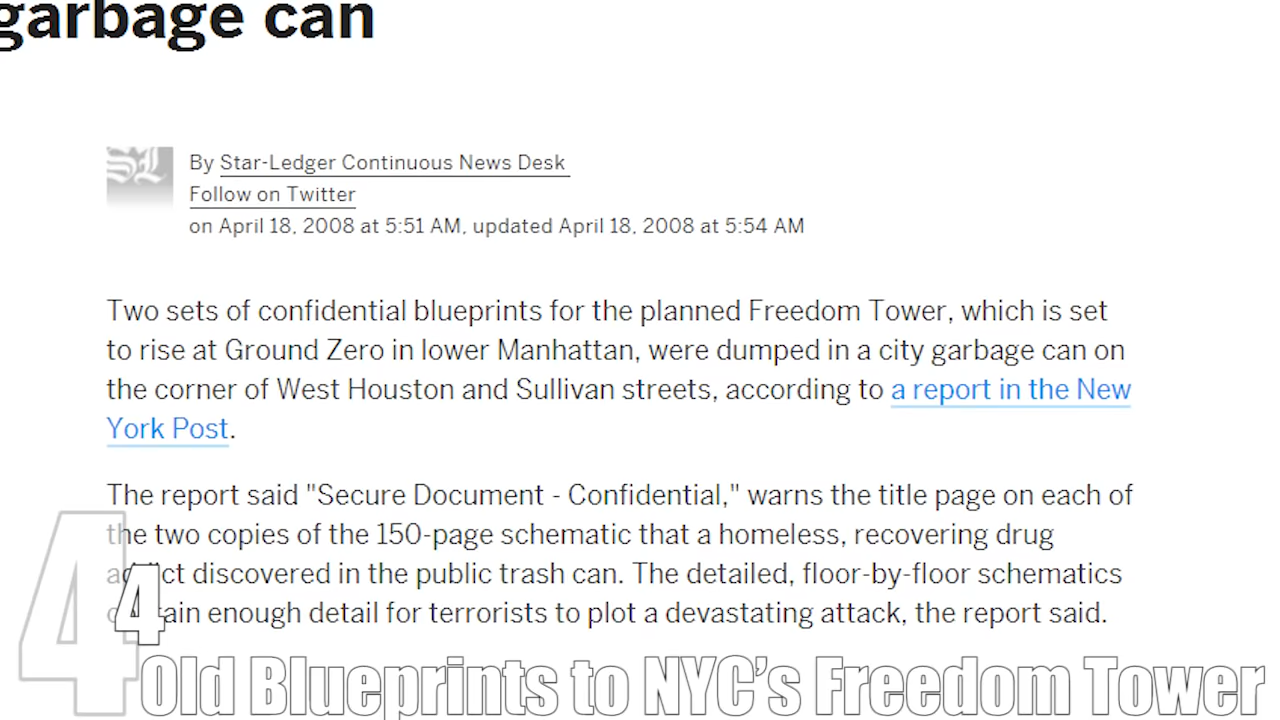 garbage can
SL
By Star-Ledger Continuous News Desk
Follow on Twitter
on April 18, 2008 at 5:51 AM, updated April 18, 2008 at 5:54 AM
Two sets of confidential blueprints for the planned Freedom Tower, which is set
to rise at Ground Zero in lower Manhattan, were dumped in a city garbage can on
the corner of West Houston and Sullivan streets, according to a report in the New
York Post.
The report said "Secure Document - Confidential," warns the title page on each of
the two copies of the 150-page schematic that a homeless, recovering drug
addict discovered in the public trash can. The detailed, floor-by-floor schematics
contain enough detail for terrorists to plot a devastating attack, the report said.
4
4
Old Blueprints to NYC's Freedom Tower